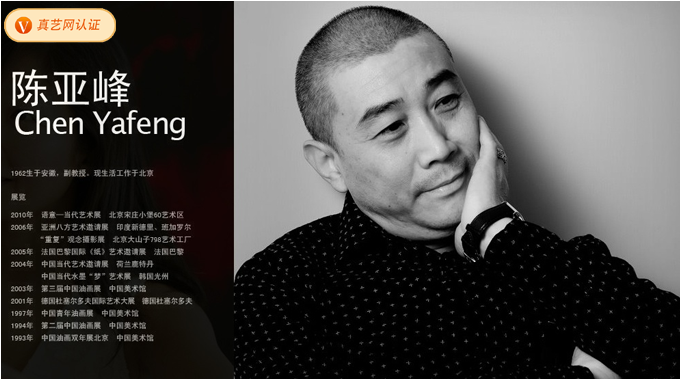 真艺网认证
陈亚峰
Chen Yafeng
1962生于安徽，副教授。现生活工作于北京
展览
2010年 语意—当代艺术展 北京宋庄小堡60艺术区
2006年 亚洲八方艺术邀请展 印度新德里、班加罗尔
“重复”观念摄影展 北京大山子798艺术工厂
2005年 法国巴黎国际《纸》艺术邀请展 法国巴黎
2004年 中国当代艺术邀请展 荷兰鹿特丹
中国当代水墨“梦”艺术展 韩国光州
2003年 第三届中国油画展 中国美术馆
2001年 德国杜塞尔多夫国际艺术大展 德国杜塞尔多夫
1997年 中国青年油画展 中国美术馆
1994年 第二届中国油画展 中国美术馆
1993年 中国油画双年展北京 中国美术馆